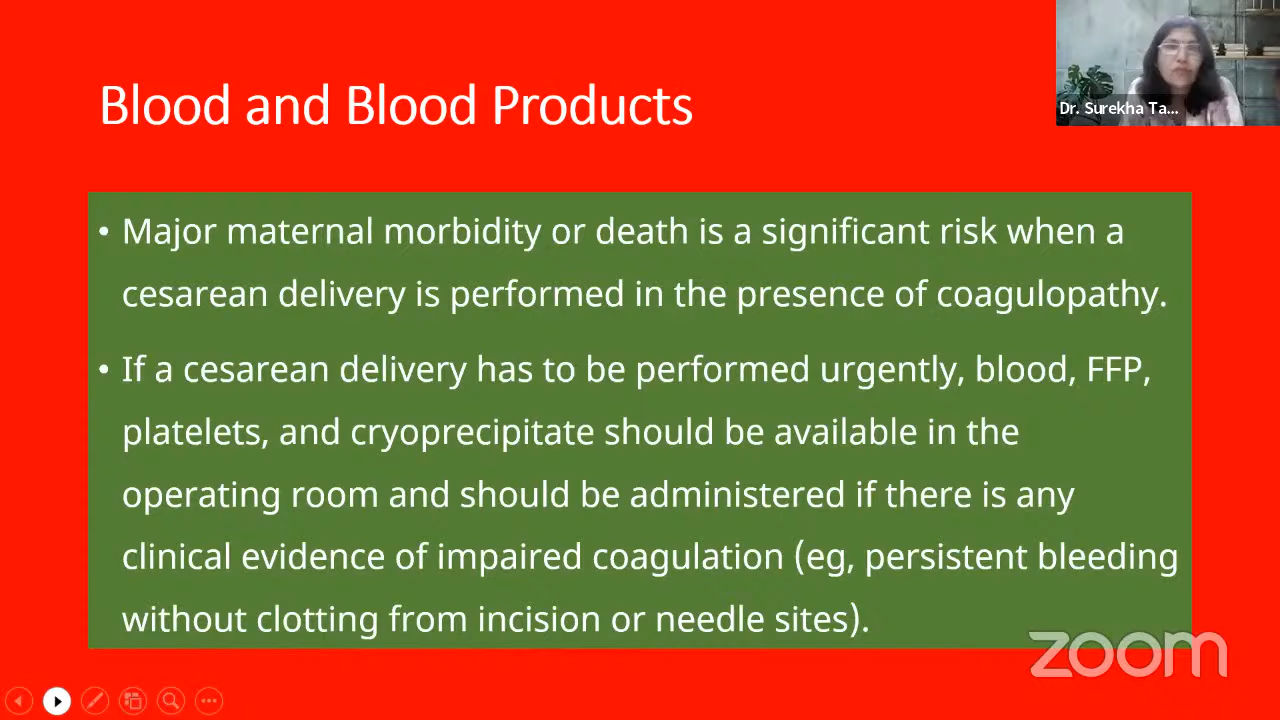 Blood and Blood Products
Dr. Surekha Ta...
• Major maternal morbidity or death is a significant risk when a
cesarean delivery is performed in the presence of coagulopathy.
• If a cesarean delivery has to be performed urgently, blood, FFP,
platelets, and cryoprecipitate should be available in the
operating room and should be administered if there is any
clinical evidence of impaired coagulation (eg, persistent bleeding
without clotting from incision or needle sites).
zoom